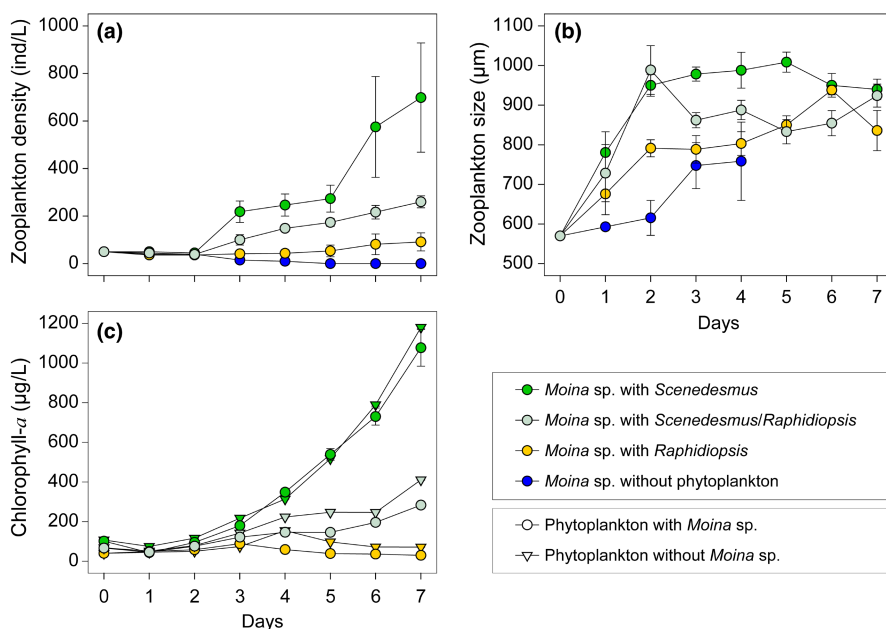 (a)
Zooplankton density (ind/L)
1000
800
600
400
200
0
(b)
Zooplankton size (µm)
1100
1000
900
800
700
600
500
0 1 2 3 4 5 6 7
Days
(c)
Chlorophyll-a (µg/L)
1200
1000
800
600
400
200
0
0 1 2 3 4 5 6 7
Days
Moina sp. with Scenedesmus
Moina sp. with Scenedesmus/Raphidiopsis
Moina sp. with Raphidiopsis
Moina sp. without phytoplankton
Phytoplankton with Moina sp.
Phytoplankton without Moina sp.